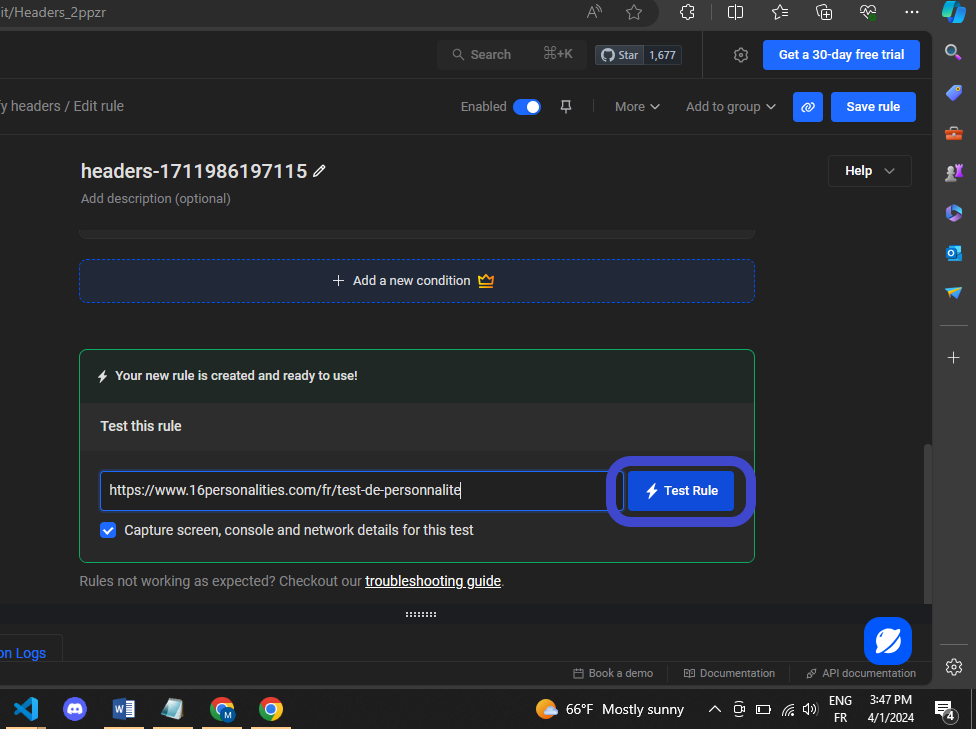 it/Headers_2ppzr
Search ⌘+K Star 1,677 Get a 30-day free trial
fy headers / Edit rule Enabled More Add to group Save rule
headers-1711986197115 Help
Add description (optional)
+ Add a new condition
Your new rule is created and ready to use!
Test this rule
https://www.16personalities.com/fr/test-de-personnalite Test Rule
Capture screen, console and network details for this test
Rules not working as expected? Checkout our troubleshooting guide.
on Logs
Book a demo Documentation API documentation
66°F Mostly sunny ENG 3:47 PM
FR 4/1/2024 4